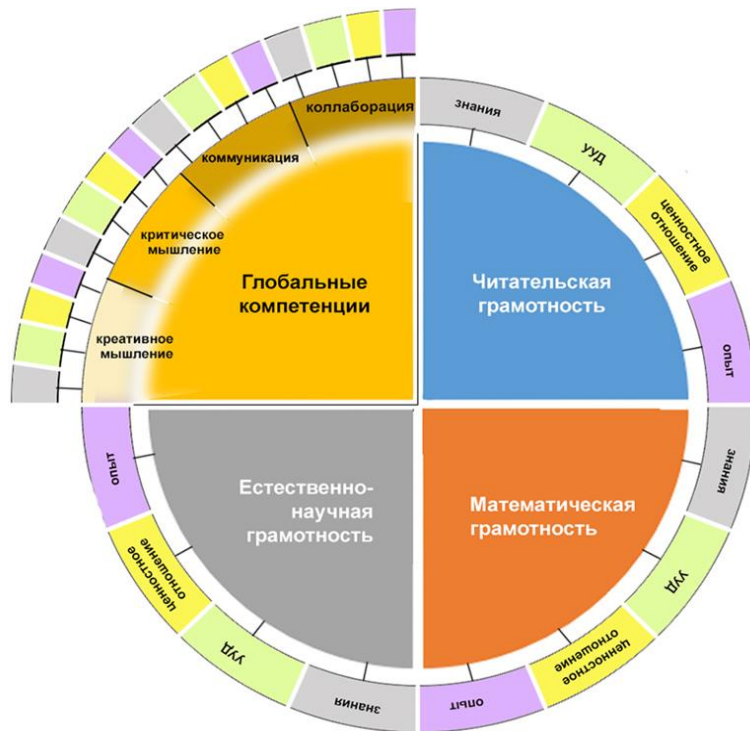 коллаборация
коммуникация
критическое
мышление
креативное
мышление
Глобальные
компетенции
знания
ууд
ценностное
отношение
опыт
Читательская
грамотность
знания
ууд
ценностное
отношение
опыт
Математическая
грамотность
знания
ууд
ценностное
отношение
опыт
Естественно-
научная
грамотность